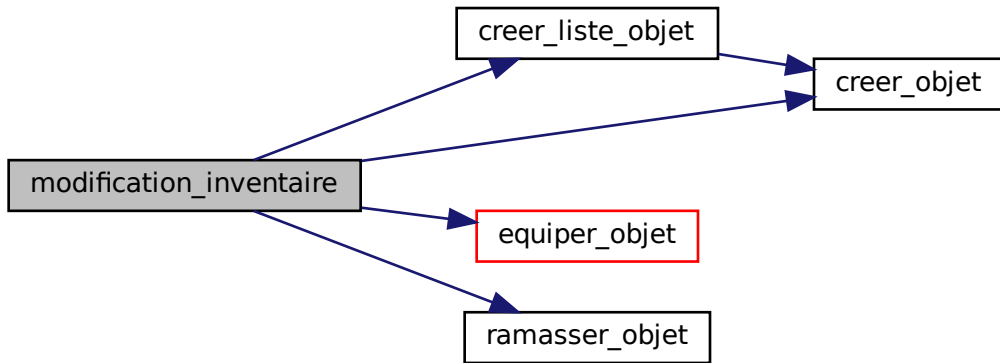 creer_liste_objet
creer_objet
modification_inventaire
equiper_objet
ramasser_objet